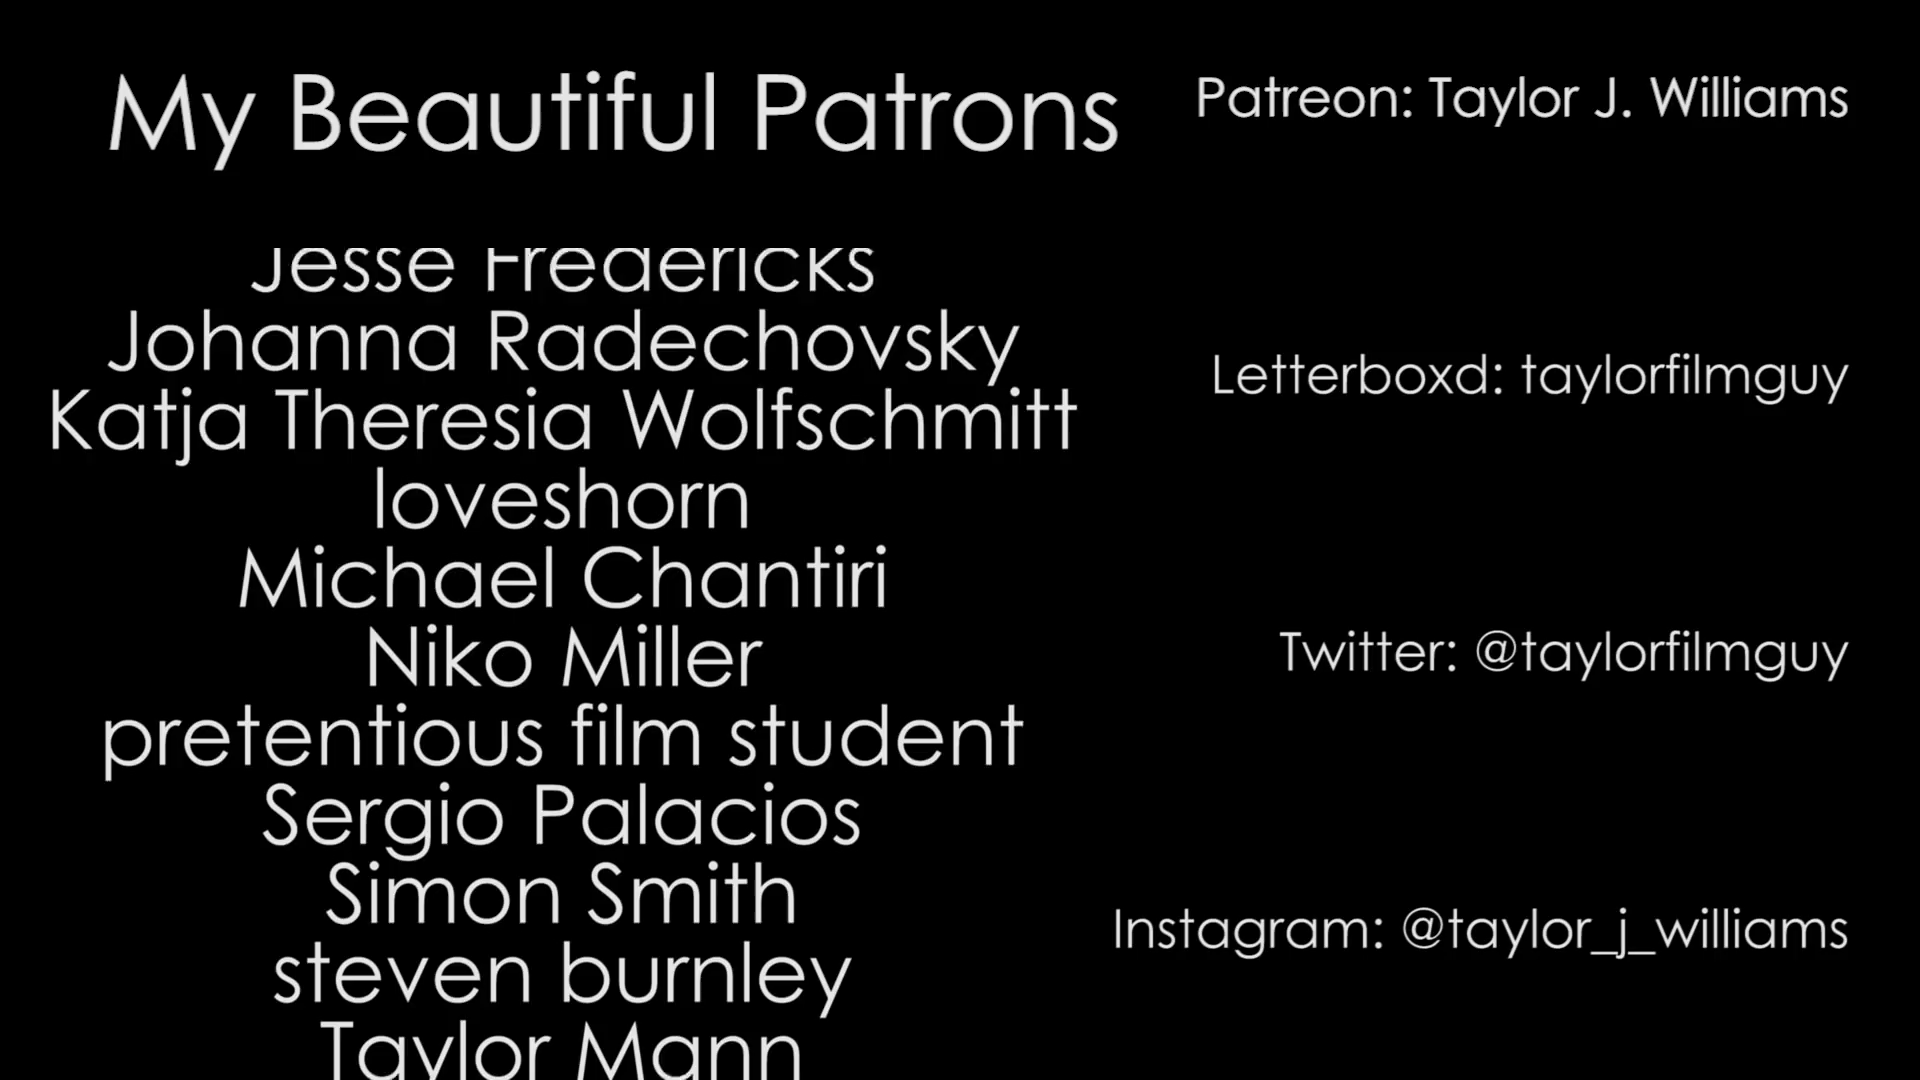 My Beautiful Patrons
Jesse Fredericks
Johanna Radechovsky
Katja Theresia Wolfschmitt
loveshorn
Michael Chantiri
Niko Miller
pretentious film student
Sergio Palacios
Simon Smith
steven burnley
Taylor Mann
Patreon: Taylor J. Williams
Letterboxd: taylorfilmguy
Twitter: @taylorfilmguy
Instagram: @taylor_j_williams